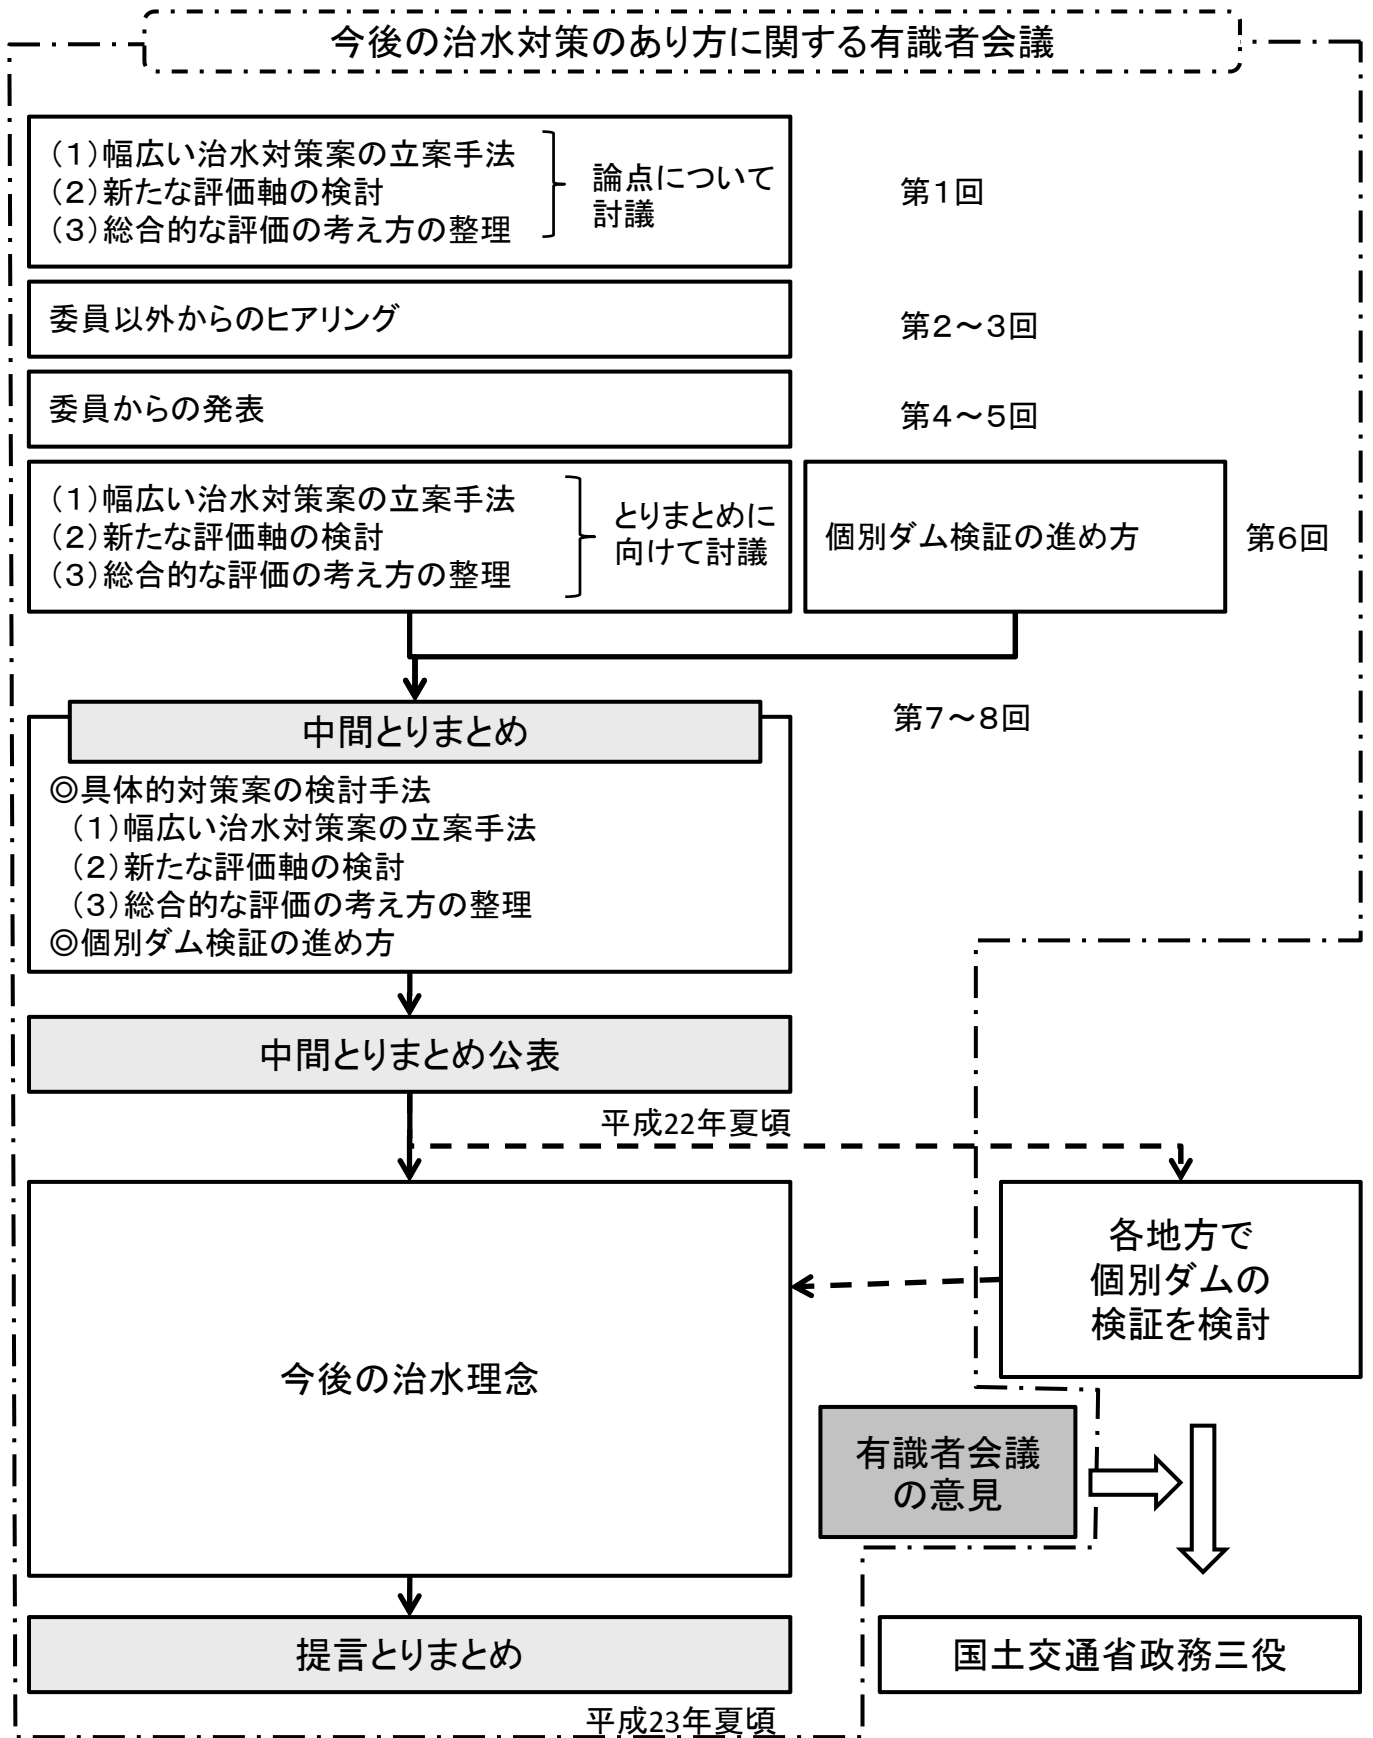 今後の治水対策のあり方に関する有識者会議
（１）幅広い治水対策案の立案手法
（２）新たな評価軸の検討
（３）総合的な評価の考え方の整理
論点について
討議
第１回
委員以外からのヒアリング
第２～３回
委員からの発表
第４～５回
（１）幅広い治水対策案の立案手法
（２）新たな評価軸の検討
（３）総合的な評価の考え方の整理
とりまとめに
向けて討議
個別ダム検証の進め方
第６回
中間とりまとめ
第７～８回
◎具体的対策案の検討手法
（１）幅広い治水対策案の立案手法
（２）新たな評価軸の検討
（３）総合的な評価の考え方の整理
◎個別ダム検証の進め方
中間とりまとめ公表
平成22年夏頃
各地方で
個別ダムの
検証を検討
今後の治水理念
有識者会議
の意見
提言とりまとめ
国土交通省政務三役
平成23年夏頃